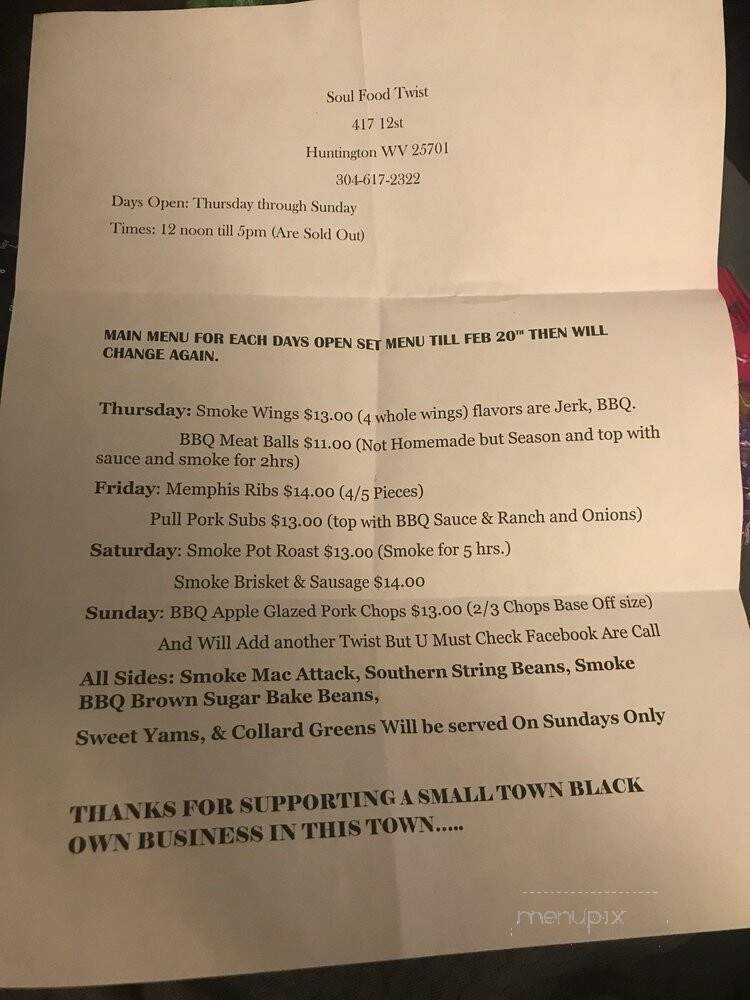 Soul Food Twist
417 12st
Huntington WV 25701
304-617-2322
Days Open: Thursday through Sunday
Times: 12 noon till 5pm (Are Sold Out)
MAIN MENU FOR EACH DAYS OPEN SET MENU TILL FEB 20TH THEN WILL
CHANGE AGAIN.
Thursday: Smoke Wings $13.00 (4 whole wings) flavors are Jerk, BBQ.
BBQ Meat Balls $11.00 (Not Homemade but Season and top with
sauce and smoke for 2hrs)
Friday: Memphis Ribs $14.00 (4/5 Pieces)
Pull Pork Subs $13.00 (top with BBQ Sauce & Ranch and Onions)
Saturday: Smoke Pot Roast $13.00 (Smoke for 5 hrs.)
Smoke Brisket & Sausage $14.00
Sunday: BBQ Apple Glazed Pork Chops $13.00 (2/3 Chops Base Off size)
And Will Add another Twist But U Must Check Facebook Are Call
All Sides: Smoke Mac Attack, Southern String Beans, Smoke
BBQ Brown Sugar Bake Beans,
Sweet Yams, & Collard Greens Will be served On Sundays Only
THANKS FOR SUPPORTING A SMALL TOWN BLACK
OWN BUSINESS IN THIS TOWN.....
menupix